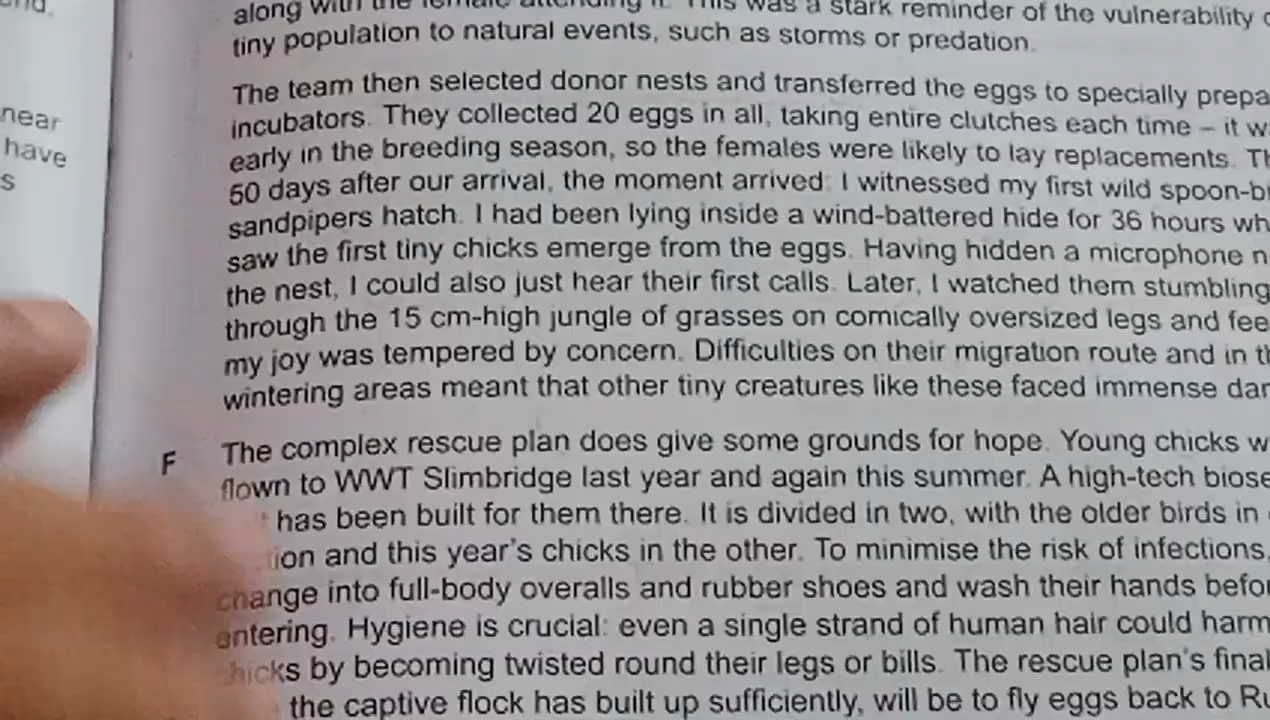 along with the female attending it. This was a stark reminder of the vulnerability
tiny population to natural events, such as storms or predation.
The team then selected donor nests and transferred the eggs to specially prepa
incubators. They collected 20 eggs in all, taking entire clutches each time – it w
early in the breeding season, so the females were likely to lay replacements. Th
50 days after our arrival, the moment arrived: I witnessed my first wild spoon-bi
sandpipers hatch. I had been lying inside a wind-battered hide for 36 hours wh
saw the first tiny chicks emerge from the eggs. Having hidden a microphone n
the nest, I could also just hear their first calls. Later, I watched them stumbling
through the 15 cm-high jungle of grasses on comically oversized legs and fee
my joy was tempered by concern. Difficulties on their migration route and in th
wintering areas meant that other tiny creatures like these faced immense dan
F The complex rescue plan does give some grounds for hope. Young chicks w
flown to WWT Slimbridge last year and again this summer. A high-tech biose
has been built for them there. It is divided in two, with the older birds in
ion and this year's chicks in the other. To minimise the risk of infections,
change into full-body overalls and rubber shoes and wash their hands befor
entering. Hygiene is crucial: even a single strand of human hair could harm
chicks by becoming twisted round their legs or bills. The rescue plan's final
the captive flock has built up sufficiently, will be to fly eggs back to Ru
near
have
s